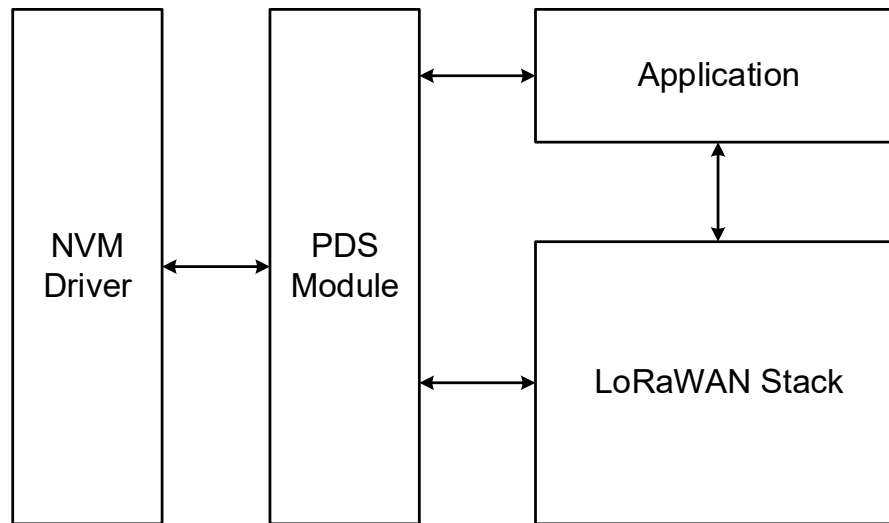 Application
NVM
Driver
PDS
Module
LoRaWAN Stack